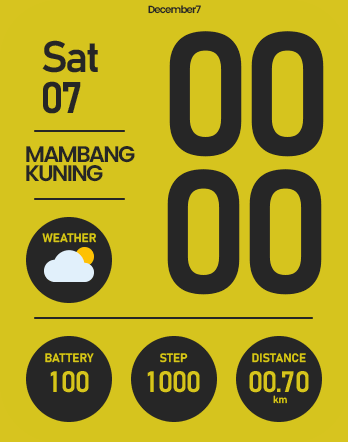 December7
Sat
07
MAMBANG
KUNING
WEATHER
00
00
BATTERY
100
STEP
1000
DISTANCE
00.70
km